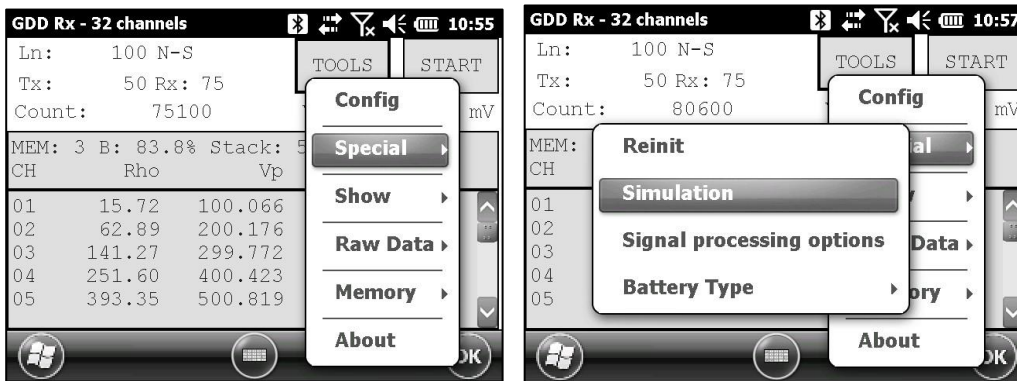 GDD Rx - 32 channels 10:55
Ln: 100 N-S
TOOLS START
Tx: 50 Rx: 75
Count: 75100 mV
MEM: 3 B: 83.8% Stack: 5
CH Rho Vp
01 15.72 100.066
02 62.89 200.176
03 141.27 299.772
04 251.60 400.423
05 393.35 500.819
Config
Special
Show
Raw Data
Memory
About
GDD Rx - 32 channels 10:57
Ln: 100 N-S
TOOLS START
Tx: 50 Rx: 75
Count: 80600 mV
MEM:
CH
01
02
03
04
05
Config
ial
Data
ory
About
Reinit
Simulation
Signal processing options
Battery Type